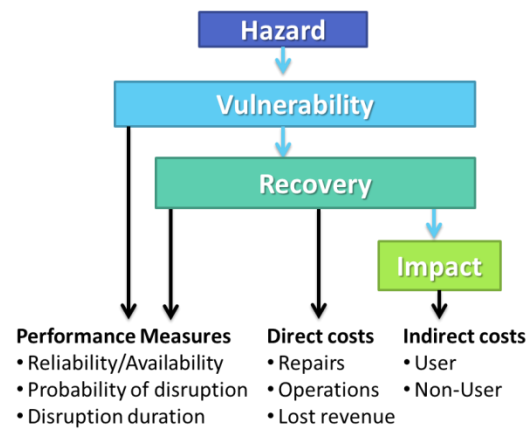 Hazard
Vulnerability
Recovery
Impact
Performance Measures
• Reliability/Availability
• Probability of disruption
• Disruption duration
Direct costs
• Repairs
• Operations
• Lost revenue
Indirect costs
• User
• Non-User